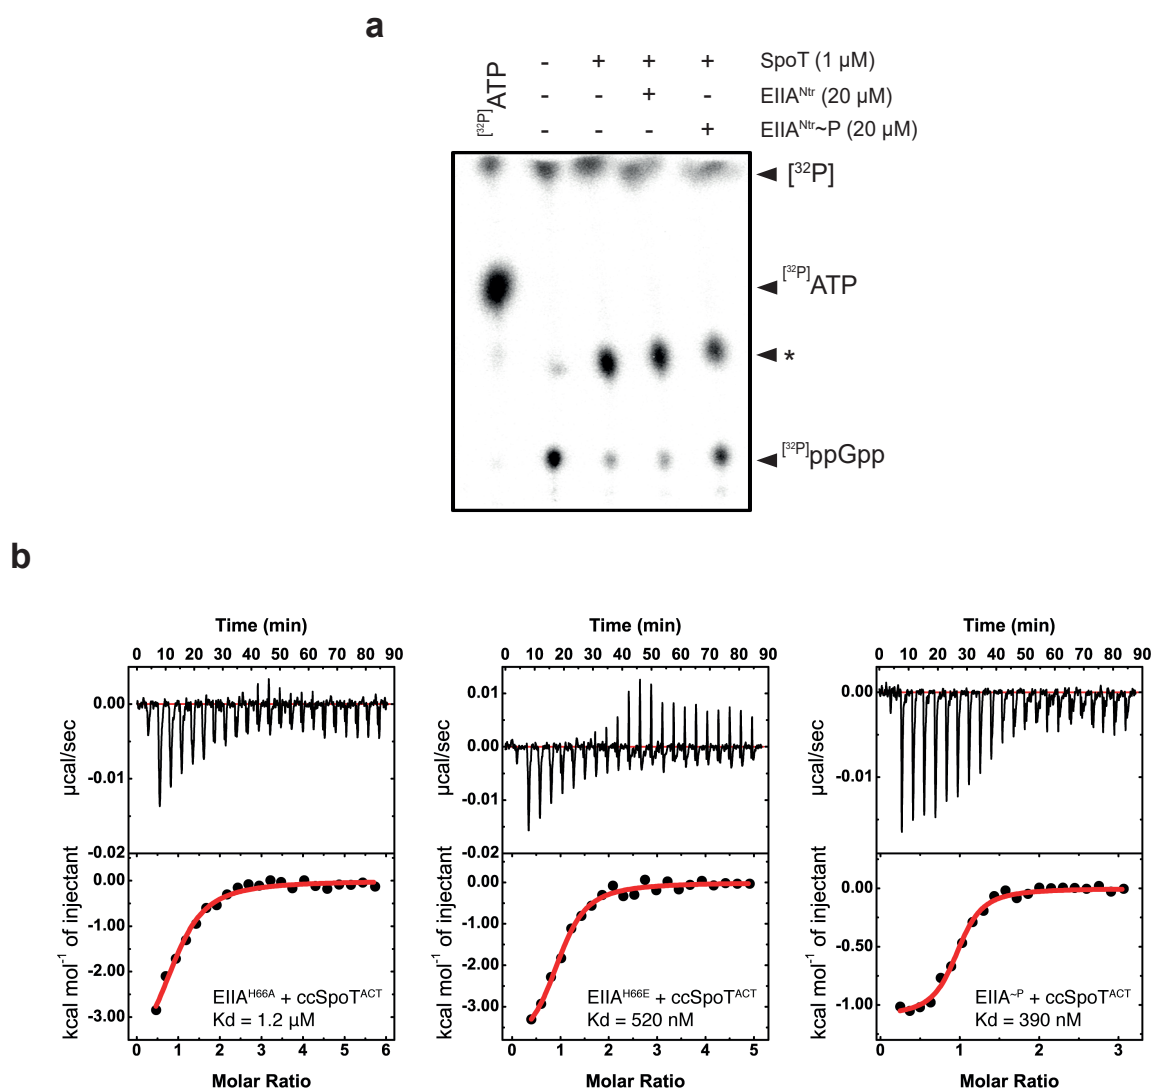 a
[32P]ATP
- + + + SpoT (1 µM)
- - + - EIIANtr (20 µM)
- - - + EIIANtr~P (20 µM)
[32P]
[32P]ATP
*
[32P]ppGpp
b
Time (min)
0 10 20 30 40 50 60 70 80 90
0.00
-0.01
-0.02
µcal/sec
0.00
-1.00
-2.00
-3.00
kcal mol-1 of injectant
EIIAH66A + ccSpoTACT
Kd = 1.2 µM
0 1 2 3 4 5 6
Molar Ratio
Time (min)
0 10 20 30 40 50 60 70 80 90
0.01
0.00
-0.01
-0.02
µcal/sec
0.00
-1.00
-2.00
-3.00
kcal mol-1 of injectant
EIIAH66E + ccSpoTACT
Kd = 520 nM
0 1 2 3 4 5
Molar Ratio
Time (min)
0 10 20 30 40 50 60 70 80 90
0.00
-0.01
µcal/sec
0.00
-0.50
-1.00
kcal mol-1 of injectant
EIIA~P + ccSpoTACT
Kd = 390 nM
0 1 2 3
Molar Ratio